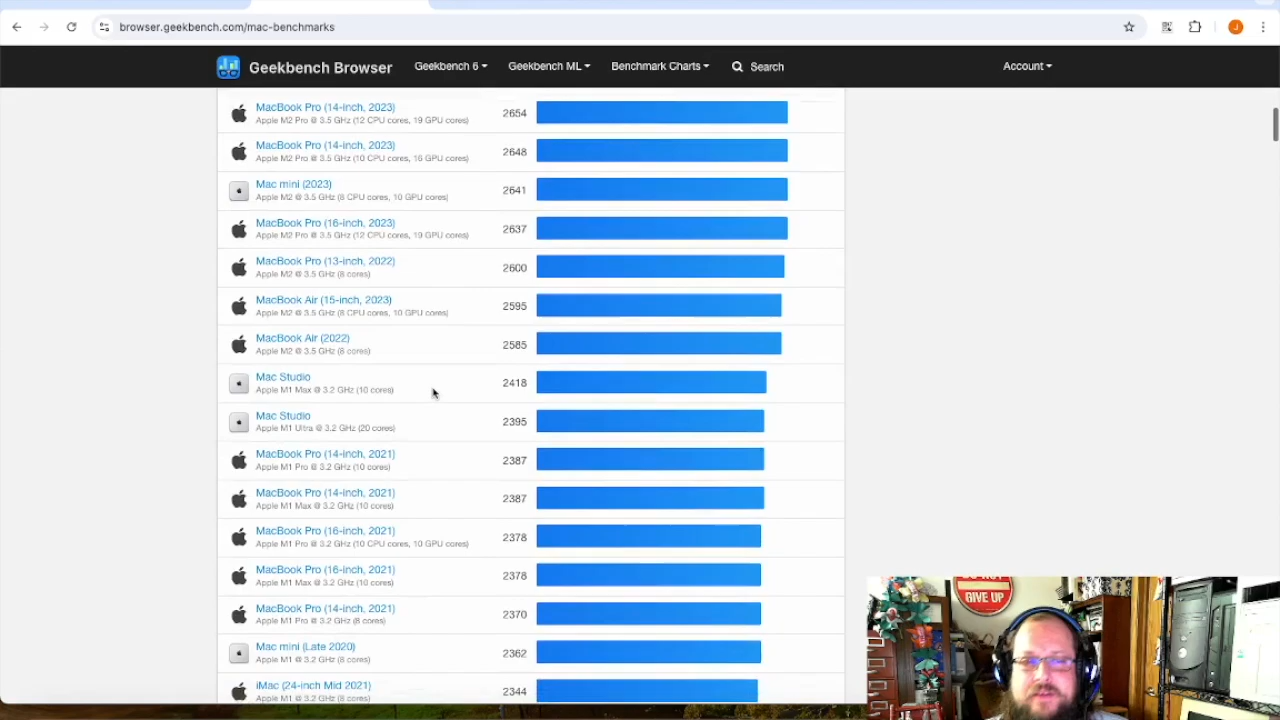 browser.geekbench.com/mac-benchmarks
J
Geekbench Browser
Geekbench 6
Geekbench ML
Benchmark Charts
Search
Account
MacBook Pro (14-inch, 2023)
Apple M2 Pro @ 3.5 GHz (12 CPU cores, 19 GPU cores)
2654
MacBook Pro (14-inch, 2023)
Apple M2 Pro @ 3.5 GHz (10 CPU cores, 16 GPU cores)
2648
Mac mini (2023)
Apple M2 @ 3.5 GHz (8 CPU cores, 10 GPU cores)
2641
MacBook Pro (16-inch, 2023)
Apple M2 Pro @ 3.5 GHz (12 CPU cores, 19 GPU cores)
2637
MacBook Pro (13-inch, 2022)
Apple M2 @ 3.5 GHz (8 cores)
2600
MacBook Air (15-inch, 2023)
Apple M2 @ 3.5 GHz (8 CPU cores, 10 GPU cores)
2595
MacBook Air (2022)
Apple M2 @ 3.5 GHz (8 cores)
2585
Mac Studio
Apple M1 Max @ 3.2 GHz (10 cores)
2418
Mac Studio
Apple M1 Ultra @ 3.2 GHz (20 cores)
2395
MacBook Pro (14-inch, 2021)
Apple M1 Pro @ 3.2 GHz (10 cores)
2387
MacBook Pro (14-inch, 2021)
Apple M1 Max @ 3.2 GHz (10 cores)
2387
MacBook Pro (16-inch, 2021)
Apple M1 Pro @ 3.2 GHz (10 CPU cores, 10 GPU cores)
2378
MacBook Pro (16-inch, 2021)
Apple M1 Max @ 3.2 GHz (10 cores)
2378
MacBook Pro (14-inch, 2021)
Apple M1 Pro @ 3.2 GHz (8 cores)
2370
Mac mini (Late 2020)
Apple M1 @ 3.2 GHz (8 cores)
2362
iMac (24-inch Mid 2021)
Apple M1 @ 3.2 GHz (8 cores)
2344
DO NOT
GIVE UP